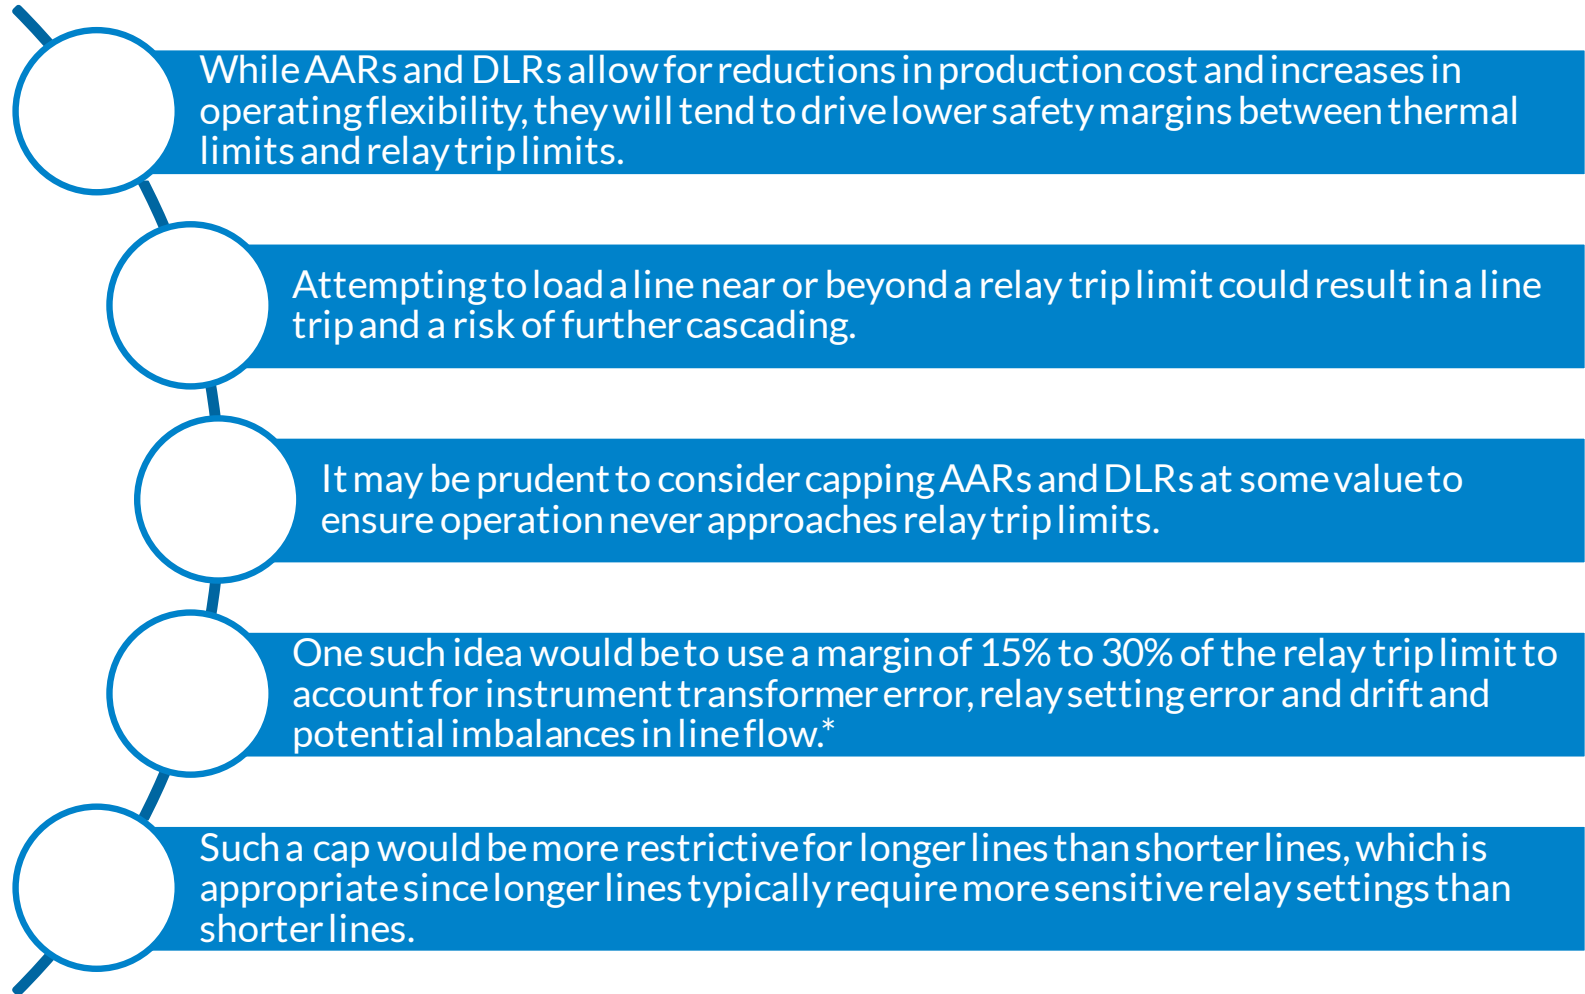 While AARs and DLRs allow for reductions in production cost and increases in
operating flexibility, they will tend to drive lower safety margins between thermal
limits and relay trip limits.
Attempting to load a line near or beyond a relay trip limit could result in a line
trip and a risk of further cascading.
It may be prudent to consider capping AARs and DLRs at some value to
ensure operation never approaches relay trip limits.
One such idea would be to use a margin of 15% to 30% of the relay trip limit to
account for instrument transformer error, relay setting error and drift and
potential imbalances in line flow.*
Such a cap would be more restrictive for longer lines than shorter lines, which is
appropriate since longer lines typically require more sensitive relay settings than
shorter lines.